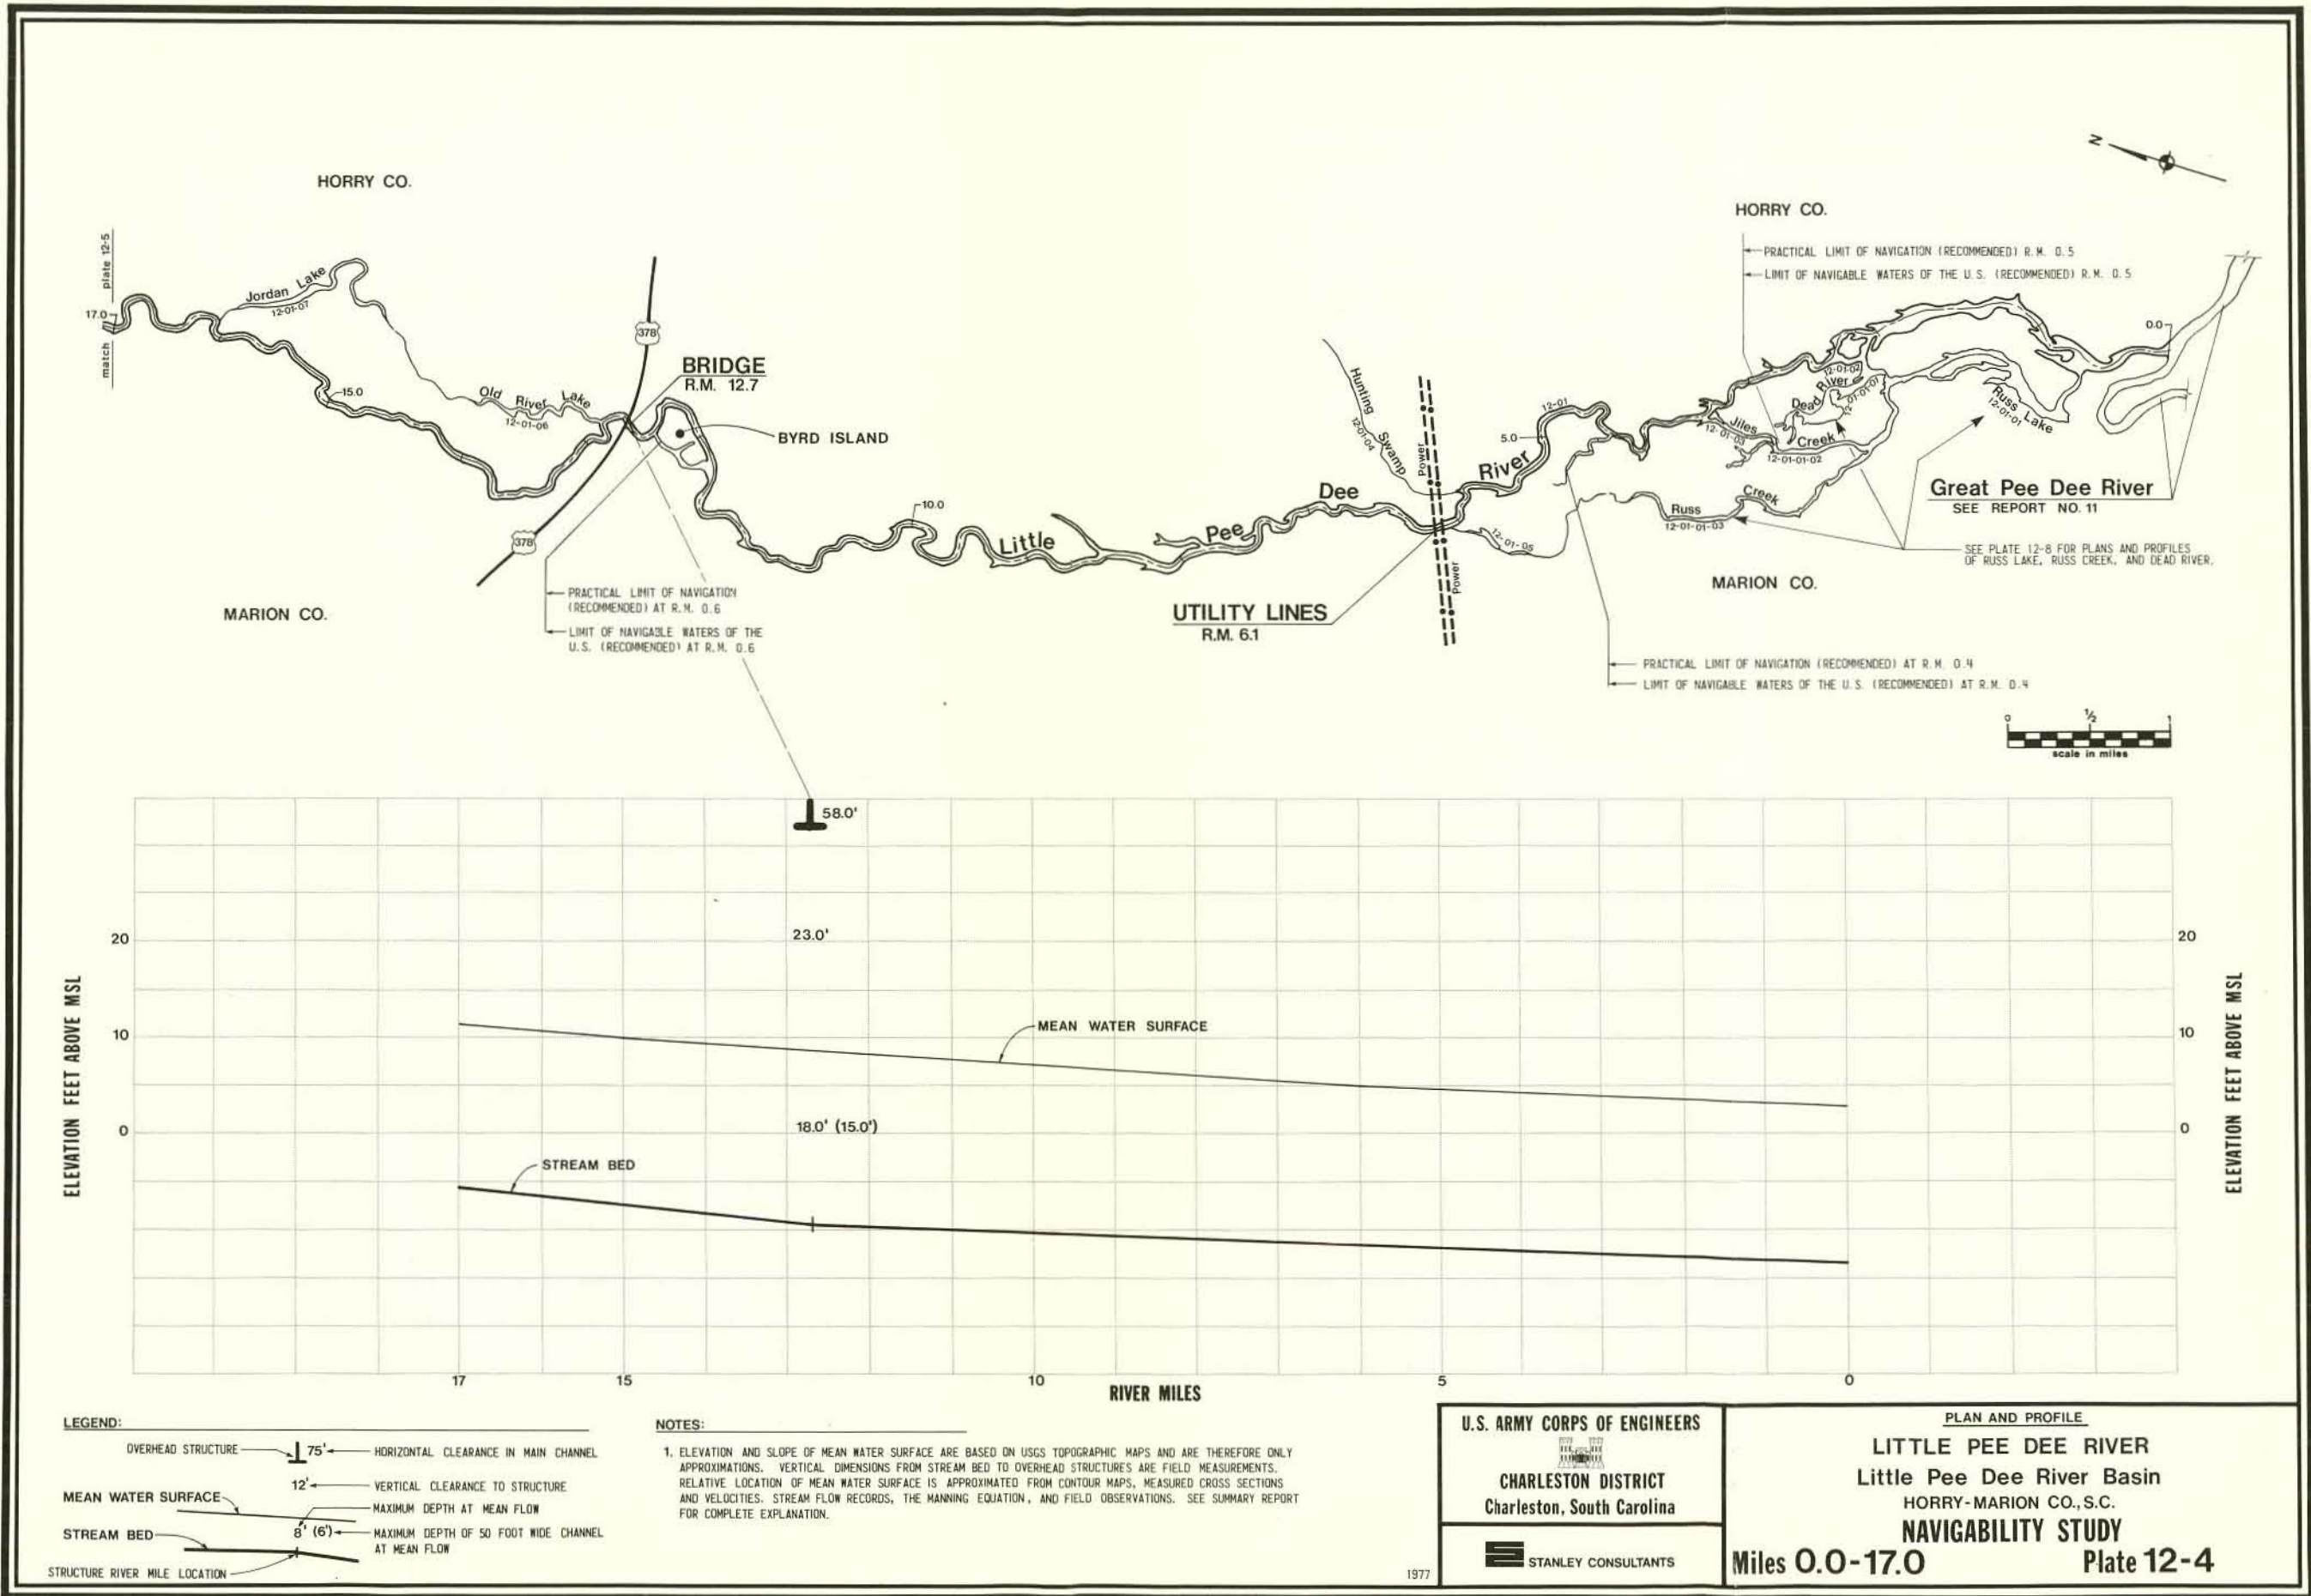 HORRY CO.
N
HORRY CO.
PRACTICAL LIMIT OF NAVIGATION (RECOMMENDED) R.M. 0.5
LIMIT OF NAVIGABLE WATERS OF THE U.S. (RECOMMENDED) R.M. 0.5
match plate 12-5
17.0
Jordan Lake
12-01-07
15.0
378
BRIDGE
R.M. 12.7
Old River Lake
12-01-06
BYRD ISLAND
378
PRACTICAL LIMIT OF NAVIGATION
(RECOMMENDED) AT R.M. 0.6
LIMIT OF NAVIGABLE WATERS OF THE
U.S. (RECOMMENDED) AT R.M. 0.6
MARION CO.
10.0
Little Pee Dee River
Hunting Swamp
12-01-04
Power
Power
UTILITY LINES
R.M. 6.1
12-01-05
5.0
12-01
Jiles Creek
12-01-03
12-01-01-02
Dead River
12-01-02
12-01-01-01
Russ Lake
12-01-01
0.0
Russ Creek
12-01-01-03
Great Pee Dee River
SEE REPORT NO. 11
SEE PLATE 12-8 FOR PLANS AND PROFILES
OF RUSS LAKE, RUSS CREEK, AND DEAD RIVER.
MARION CO.
PRACTICAL LIMIT OF NAVIGATION (RECOMMENDED) AT R.M. 0.4
LIMIT OF NAVIGABLE WATERS OF THE U.S. (RECOMMENDED) AT R.M. 0.4
0 1/2 1
scale in miles
58.0'
23.0'
18.0' (15.0')
ELEVATION FEET ABOVE MSL
20
10
0
MEAN WATER SURFACE
STREAM BED
20
10
0
ELEVATION FEET ABOVE MSL
17 15 10 5 0
RIVER MILES
LEGEND:
OVERHEAD STRUCTURE 75' HORIZONTAL CLEARANCE IN MAIN CHANNEL
12' VERTICAL CLEARANCE TO STRUCTURE
MEAN WATER SURFACE
MAXIMUM DEPTH AT MEAN FLOW
STREAM BED 8' (6') MAXIMUM DEPTH OF 50 FOOT WIDE CHANNEL
AT MEAN FLOW
STRUCTURE RIVER MILE LOCATION
NOTES:
1. ELEVATION AND SLOPE OF MEAN WATER SURFACE ARE BASED ON USGS TOPOGRAPHIC MAPS AND ARE THEREFORE ONLY
APPROXIMATIONS. VERTICAL DIMENSIONS FROM STREAM BED TO OVERHEAD STRUCTURES ARE FIELD MEASUREMENTS.
RELATIVE LOCATION OF MEAN WATER SURFACE IS APPROXIMATED FROM CONTOUR MAPS, MEASURED CROSS SECTIONS
AND VELOCITIES, STREAM FLOW RECORDS, THE MANNING EQUATION, AND FIELD OBSERVATIONS. SEE SUMMARY REPORT
FOR COMPLETE EXPLANATION.
1977
U.S. ARMY CORPS OF ENGINEERS
CHARLESTON DISTRICT
Charleston, South Carolina
STANLEY CONSULTANTS
PLAN AND PROFILE
LITTLE PEE DEE RIVER
Little Pee Dee River Basin
HORRY-MARION CO., S.C.
NAVIGABILITY STUDY
Miles 0.0-17.0 Plate 12-4